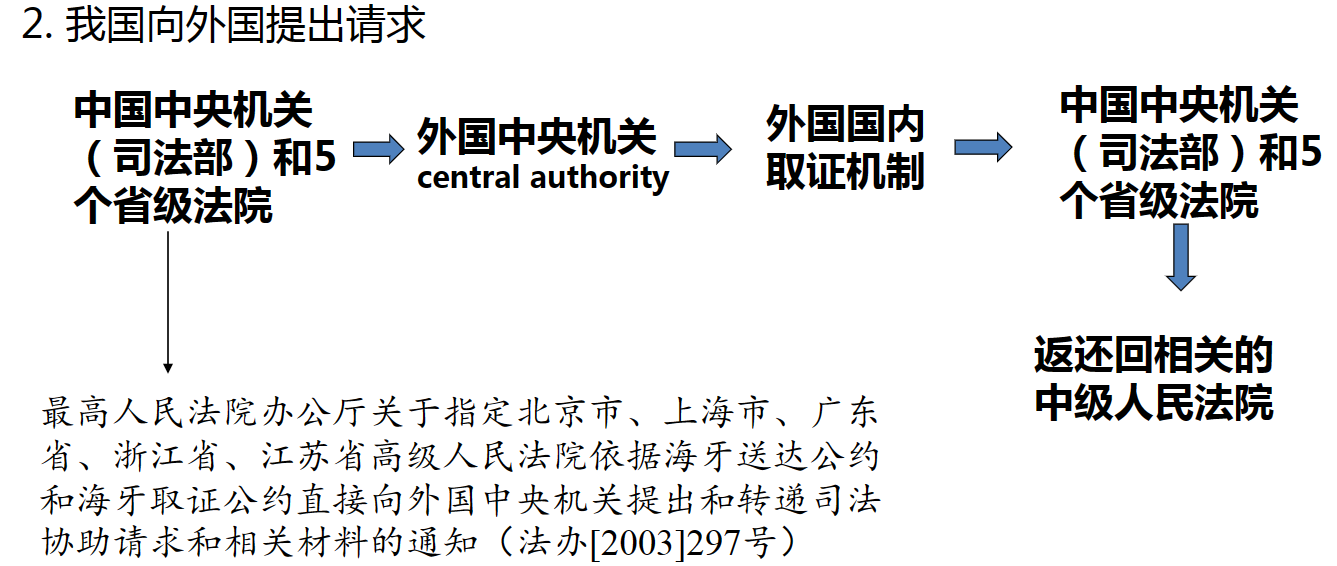 2. 我国向外国提出请求
中国中央机关
（司法部）和5
个省级法院
外国中央机关
central authority
外国国内
取证机制
中国中央机关
（司法部）和5
个省级法院
返还回相关的
中级人民法院
最高人民法院办公厅关于指定北京市、上海市、广东
省、浙江省、江苏省高级人民法院依据海牙送达公约
和海牙取证公约直接向外国中央机关提出和转递司法
协助请求和相关材料的通知（法办[2003]297号）